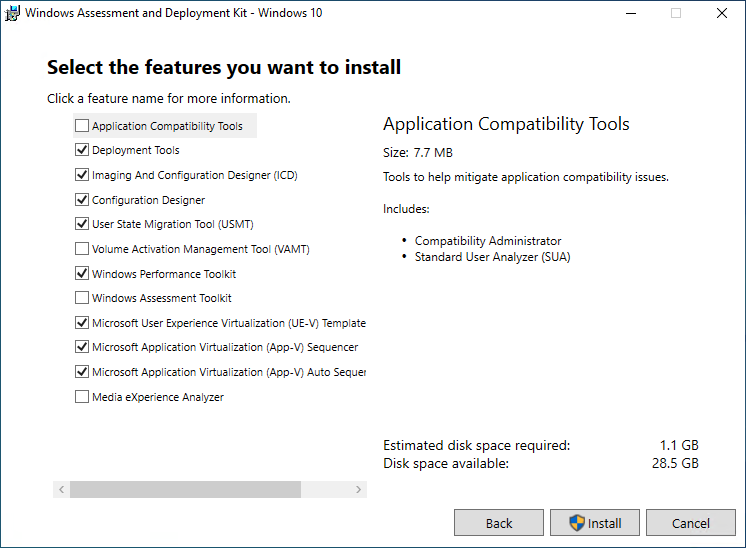 Windows Assessment and Deployment Kit - Windows 10
Select the features you want to install
Click a feature name for more information.
Application Compatibility Tools
Deployment Tools
Imaging And Configuration Designer (ICD)
Configuration Designer
User State Migration Tool (USMT)
Volume Activation Management Tool (VAMT)
Windows Performance Toolkit
Windows Assessment Toolkit
Microsoft User Experience Virtualization (UE-V) Template
Microsoft Application Virtualization (App-V) Sequencer
Microsoft Application Virtualization (App-V) Auto Sequer
Media eXperience Analyzer
Application Compatibility Tools
Size: 7.7 MB
Tools to help mitigate application compatibility issues.
Includes:
• Compatibility Administrator
• Standard User Analyzer (SUA)
Estimated disk space required: 1.1 GB
Disk space available: 28.5 GB
Back
Install
Cancel